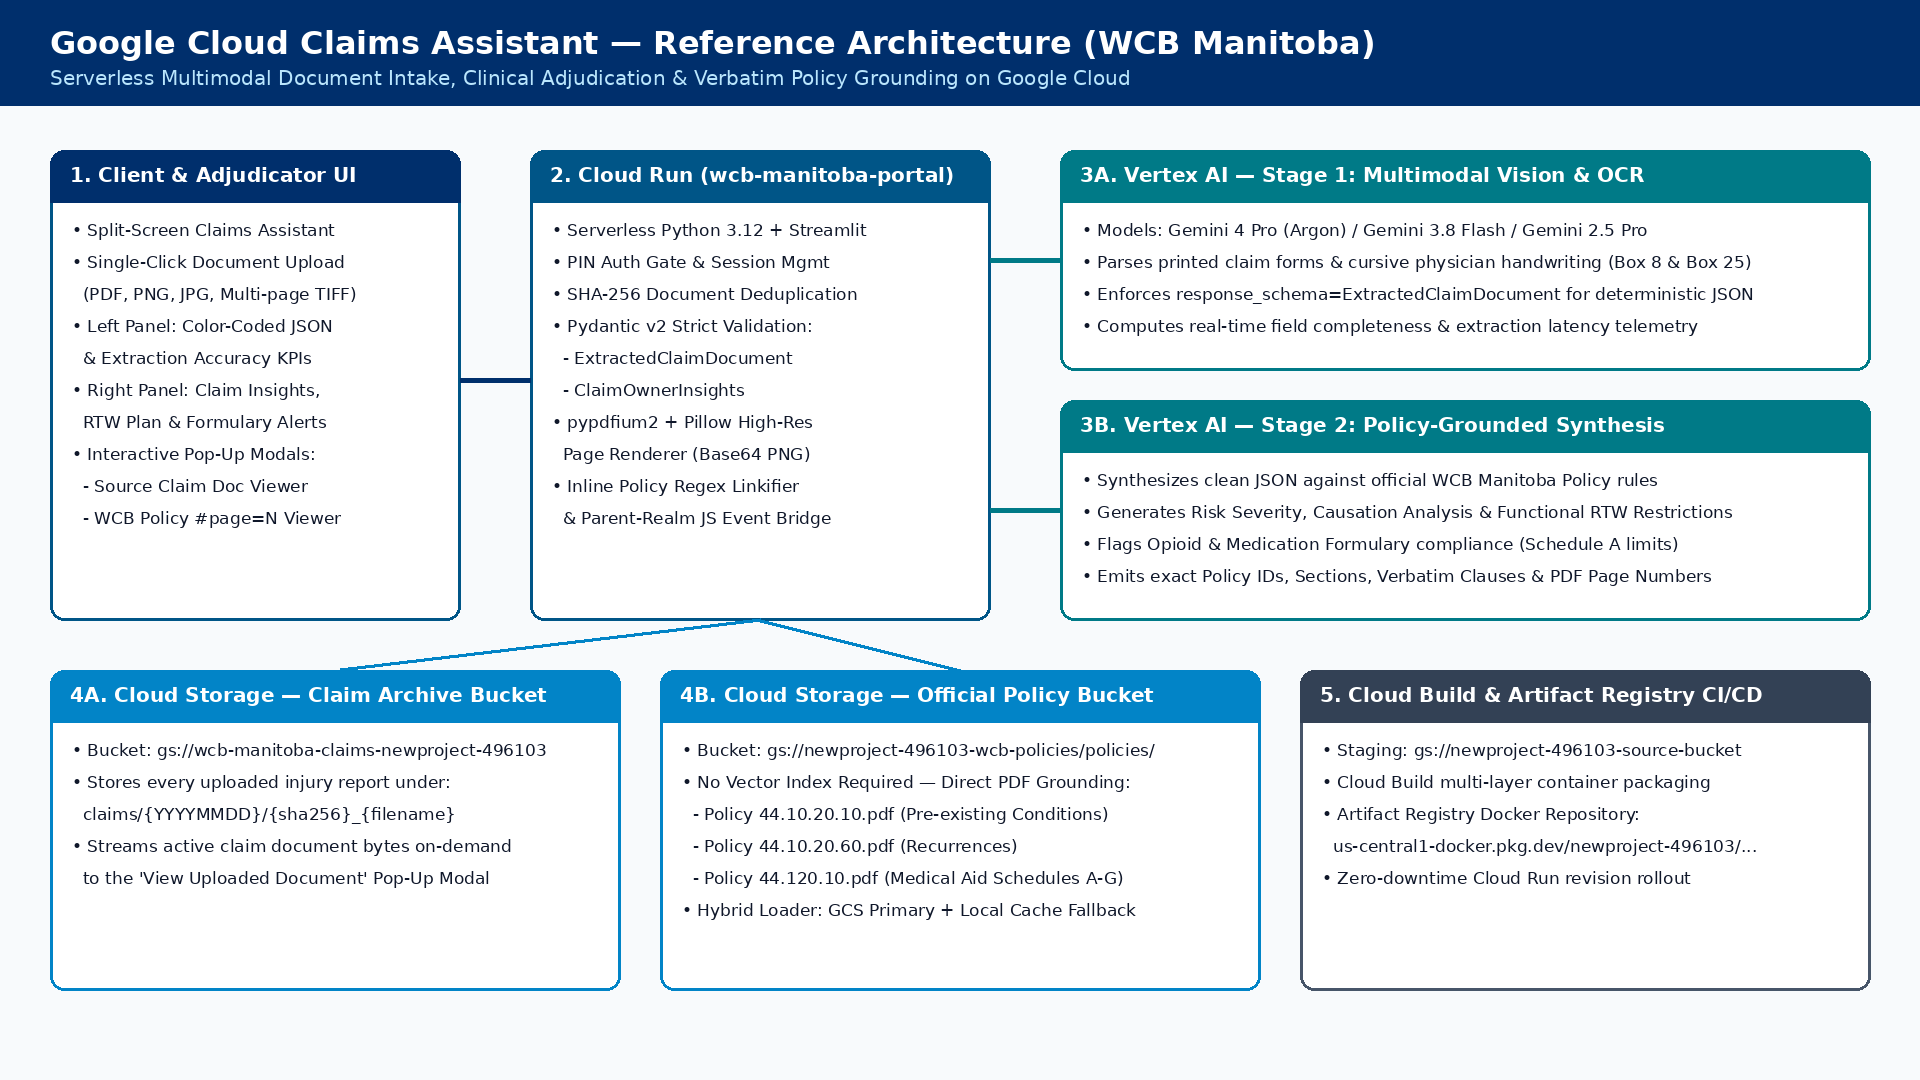 Google Cloud Claims Assistant — Reference Architecture (WCB Manitoba)
Serverless Multimodal Document Intake, Clinical Adjudication & Verbatim Policy Grounding on Google Cloud
1. Client & Adjudicator UI
• Split-Screen Claims Assistant
• Single-Click Document Upload
(PDF, PNG, JPG, Multi-page TIFF)
• Left Panel: Color-Coded JSON
& Extraction Accuracy KPIs
• Right Panel: Claim Insights,
RTW Plan & Formulary Alerts
• Interactive Pop-Up Modals:
- Source Claim Doc Viewer
- WCB Policy #page=N Viewer
2. Cloud Run (wcb-manitoba-portal)
• Serverless Python 3.12 + Streamlit
• PIN Auth Gate & Session Mgmt
• SHA-256 Document Deduplication
• Pydantic v2 Strict Validation:
- ExtractedClaimDocument
- ClaimOwnerInsights
• pypdfium2 + Pillow High-Res
Page Renderer (Base64 PNG)
• Inline Policy Regex Linkifier
& Parent-Realm JS Event Bridge
3A. Vertex AI — Stage 1: Multimodal Vision & OCR
• Models: Gemini 4 Pro (Argon) / Gemini 3.8 Flash / Gemini 2.5 Pro
• Parses printed claim forms & cursive physician handwriting (Box 8 & Box 25)
• Enforces response_schema=ExtractedClaimDocument for deterministic JSON
• Computes real-time field completeness & extraction latency telemetry
3B. Vertex AI — Stage 2: Policy-Grounded Synthesis
• Synthesizes clean JSON against official WCB Manitoba Policy rules
• Generates Risk Severity, Causation Analysis & Functional RTW Restrictions
• Flags Opioid & Medication Formulary compliance (Schedule A limits)
• Emits exact Policy IDs, Sections, Verbatim Clauses & PDF Page Numbers
4A. Cloud Storage — Claim Archive Bucket
• Bucket: gs://wcb-manitoba-claims-newproject-496103
• Stores every uploaded injury report under:
claims/{YYYYMMDD}/{sha256}_{filename}
• Streams active claim document bytes on-demand
to the 'View Uploaded Document' Pop-Up Modal
4B. Cloud Storage — Official Policy Bucket
• Bucket: gs://newproject-496103-wcb-policies/policies/
• No Vector Index Required — Direct PDF Grounding:
- Policy 44.10.20.10.pdf (Pre-existing Conditions)
- Policy 44.10.20.60.pdf (Recurrences)
- Policy 44.120.10.pdf (Medical Aid Schedules A-G)
• Hybrid Loader: GCS Primary + Local Cache Fallback
5. Cloud Build & Artifact Registry CI/CD
• Staging: gs://newproject-496103-source-bucket
• Cloud Build multi-layer container packaging
• Artifact Registry Docker Repository:
us-central1-docker.pkg.dev/newproject-496103/...
• Zero-downtime Cloud Run revision rollout